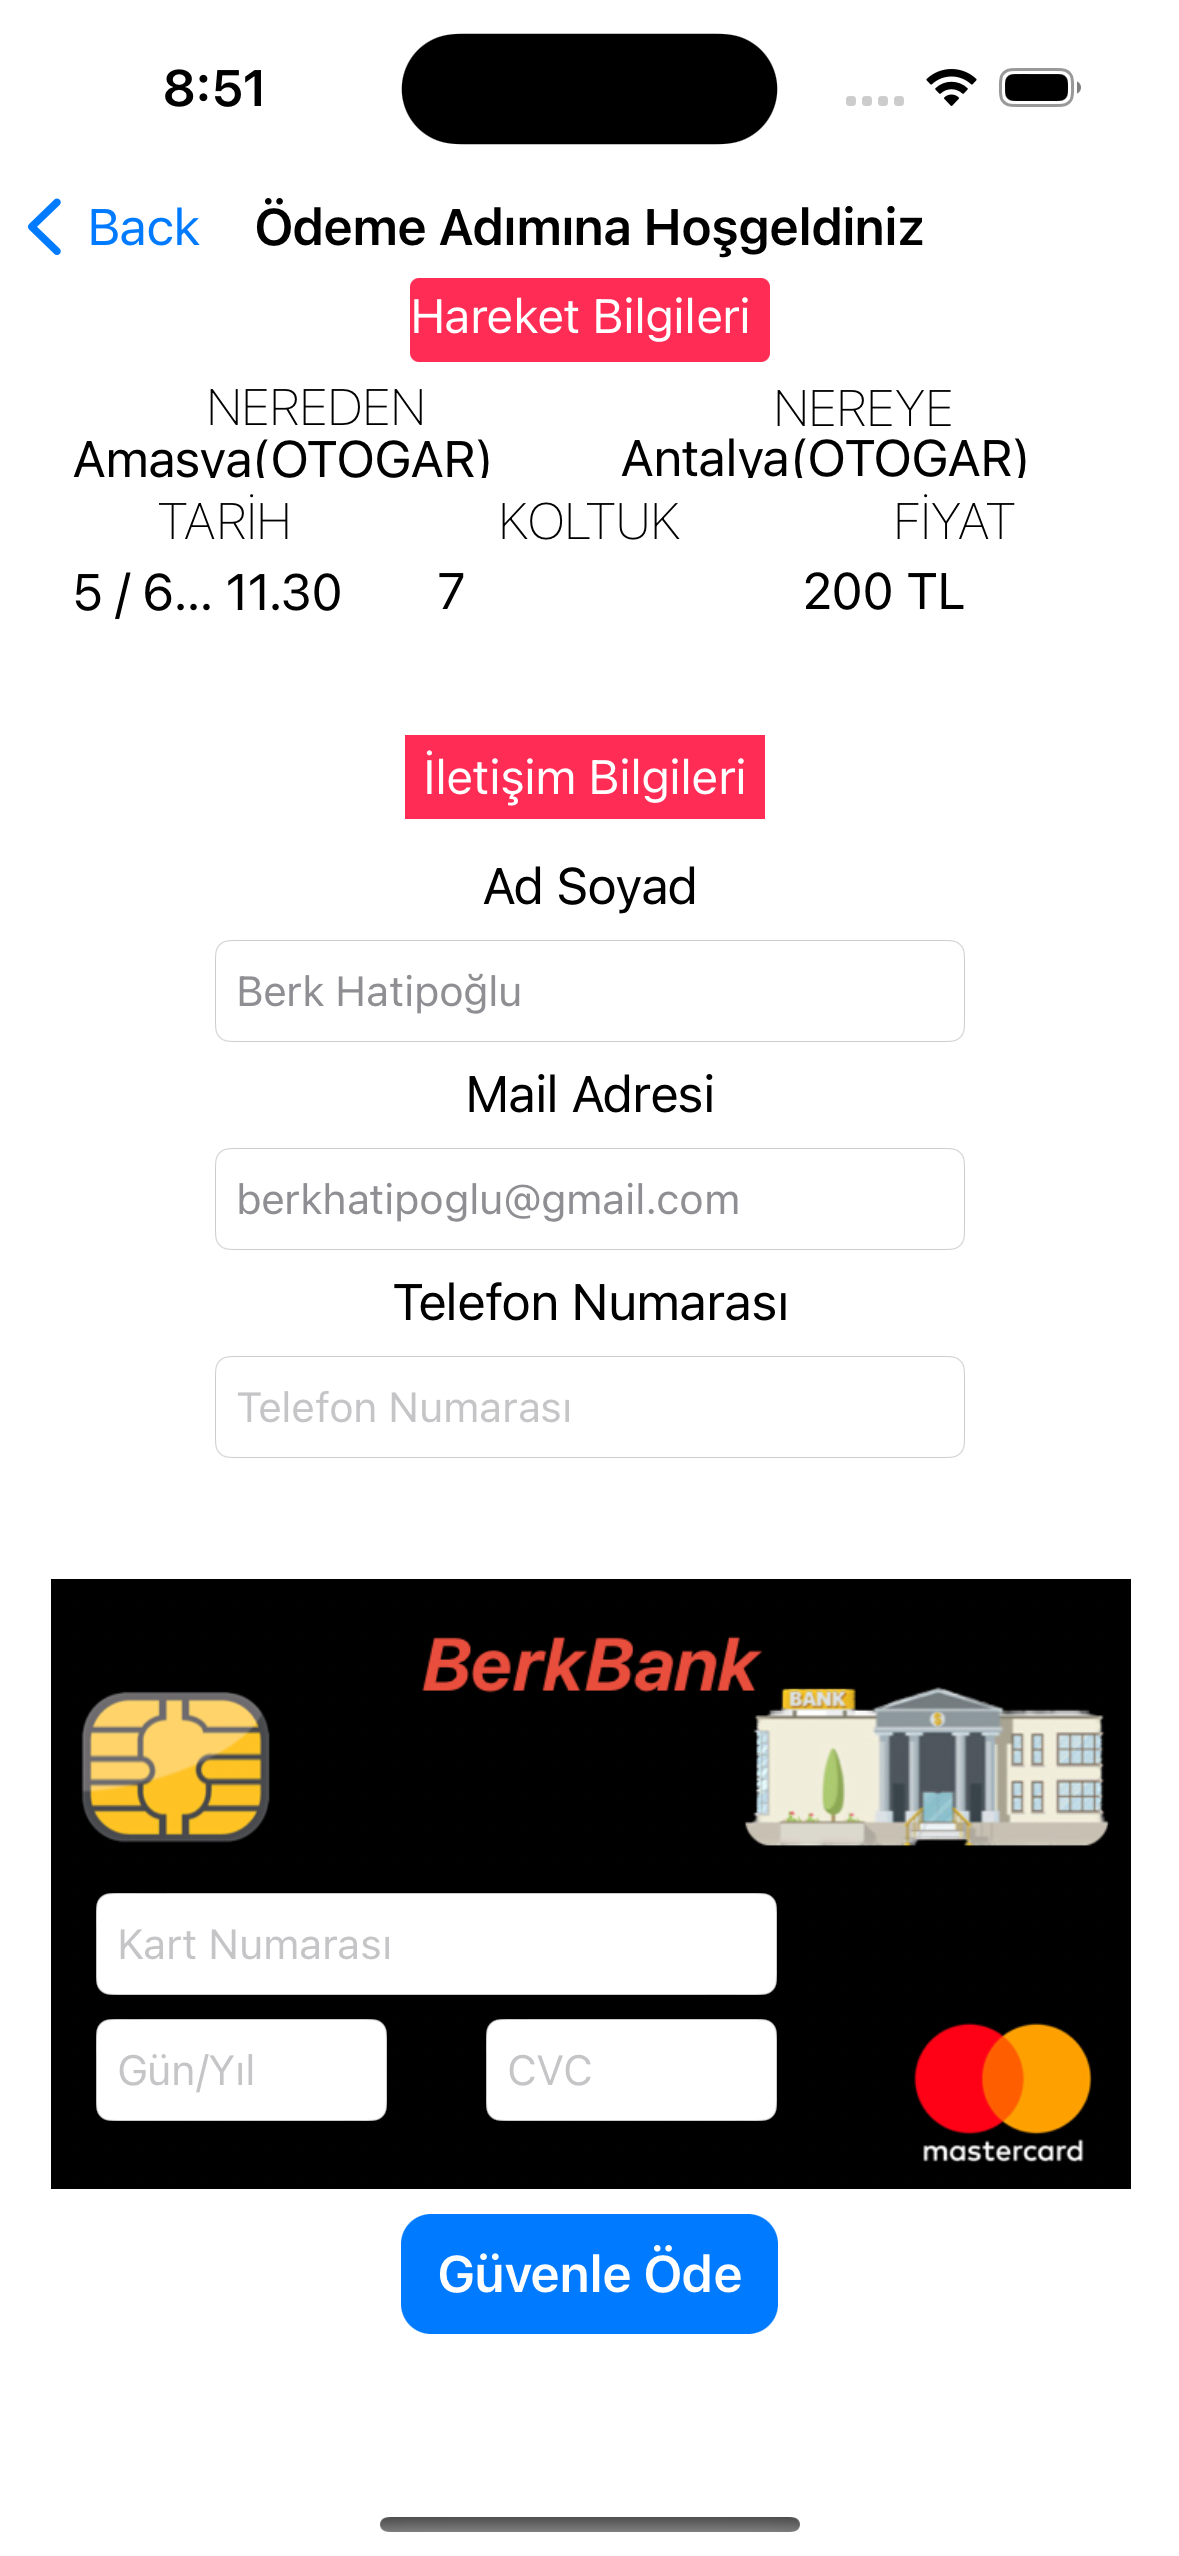 8:51
Back
Ödeme Adımına Hoşgeldiniz
Hareket Bilgileri
NEREDEN NEREYE
Amasya(OTOGAR) Antalya(OTOGAR)
TARİH KOLTUK FİYAT
5 / 6... 11.30 7 200 TL
İletişim Bilgileri
Ad Soyad
Berk Hatipoğlu
Mail Adresi
berkhatipoglu@gmail.com
Telefon Numarası
Telefon Numarası
BerkBank
BANK
Kart Numarası
Gün/Yıl CVC
mastercard
Güvenle Öde